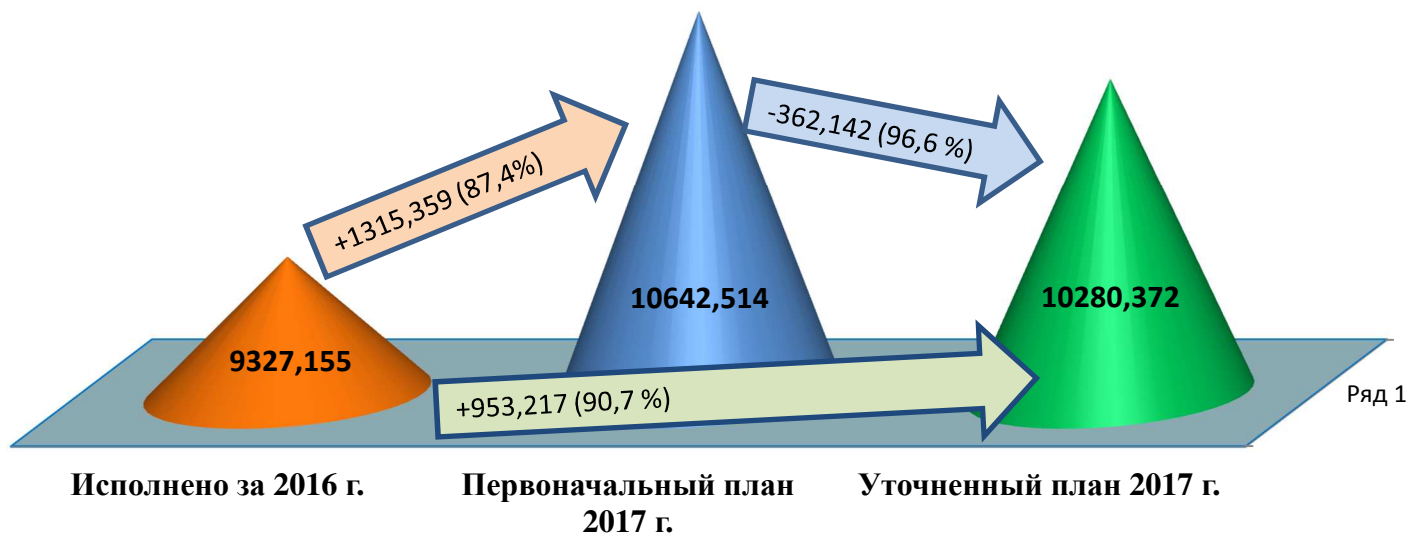 +1315,359 (87,4%)
-362,142 (96,6 %)
9327,155
10642,514
10280,372
+953,217 (90,7 %)
Ряд 1
Исполнено за 2016 г.
Первоначальный план
2017 г.
Уточненный план 2017 г.